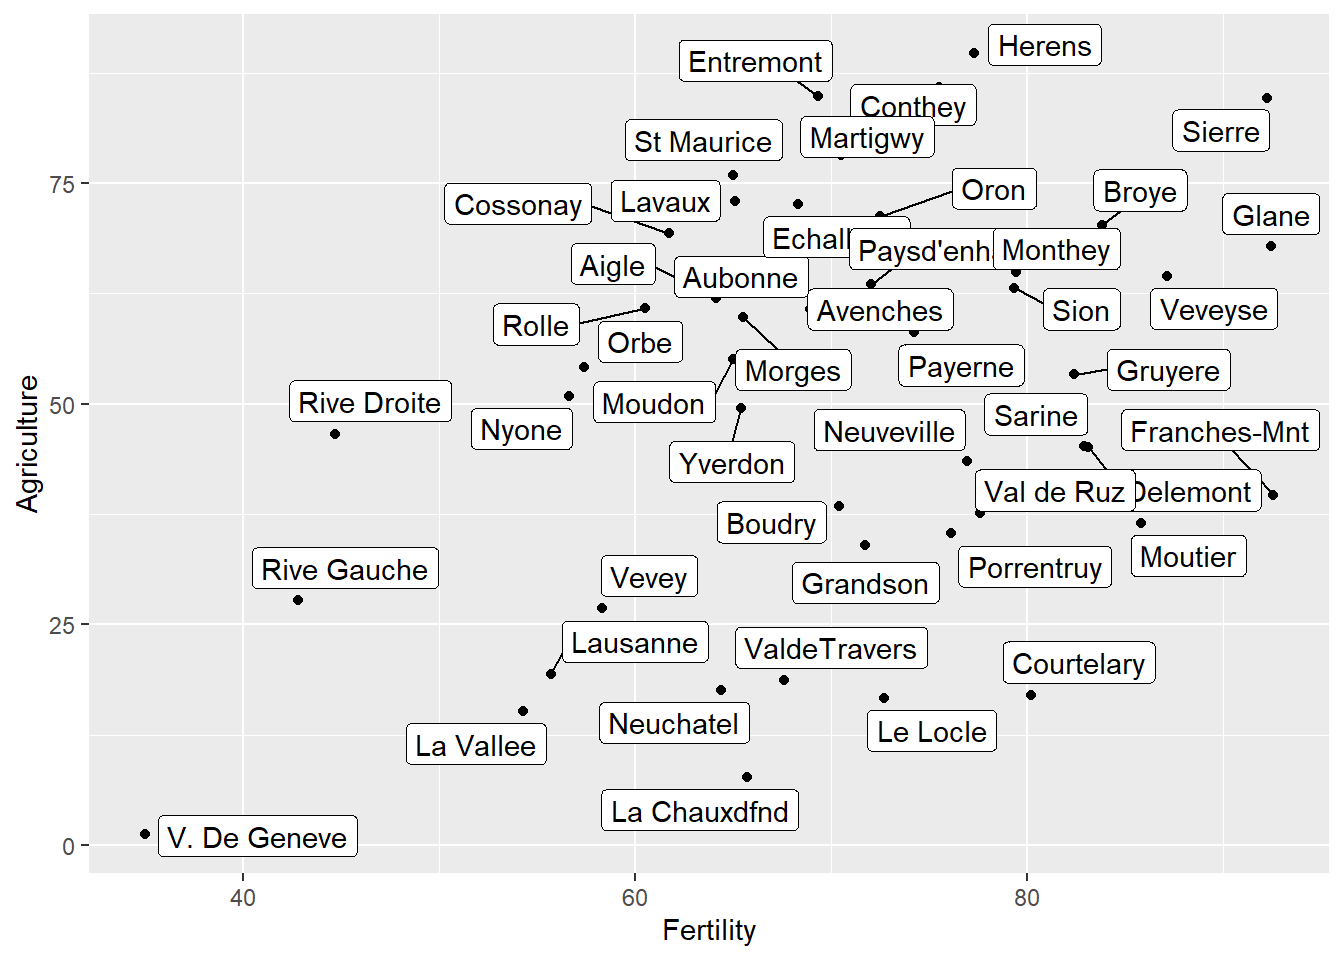 Herens
Entremont
Conthey
Sierre
Martigwy
St Maurice
Oron
Broye
Cossonay
Lavaux
Glane
Echall
Paysd'enha
Monthey
Aigle
Aubonne
Avenches
Sion
Veveyse
Rolle
Orbe
Morges
Payerne
Gruyere
Rive Droite
Moudon
Nyone
Neuveville
Sarine
Franches-Mnt
Yverdon
Val de Ruz
Delemont
Boudry
Moutier
Porrentruy
Grandson
Rive Gauche
Vevey
Lausanne
ValdeTravers
Courtelary
Neuchatel
Le Locle
La Vallee
La Chauxdfnd
V. De Geneve
75
50
25
0
Agriculture
40
60
80
Fertility